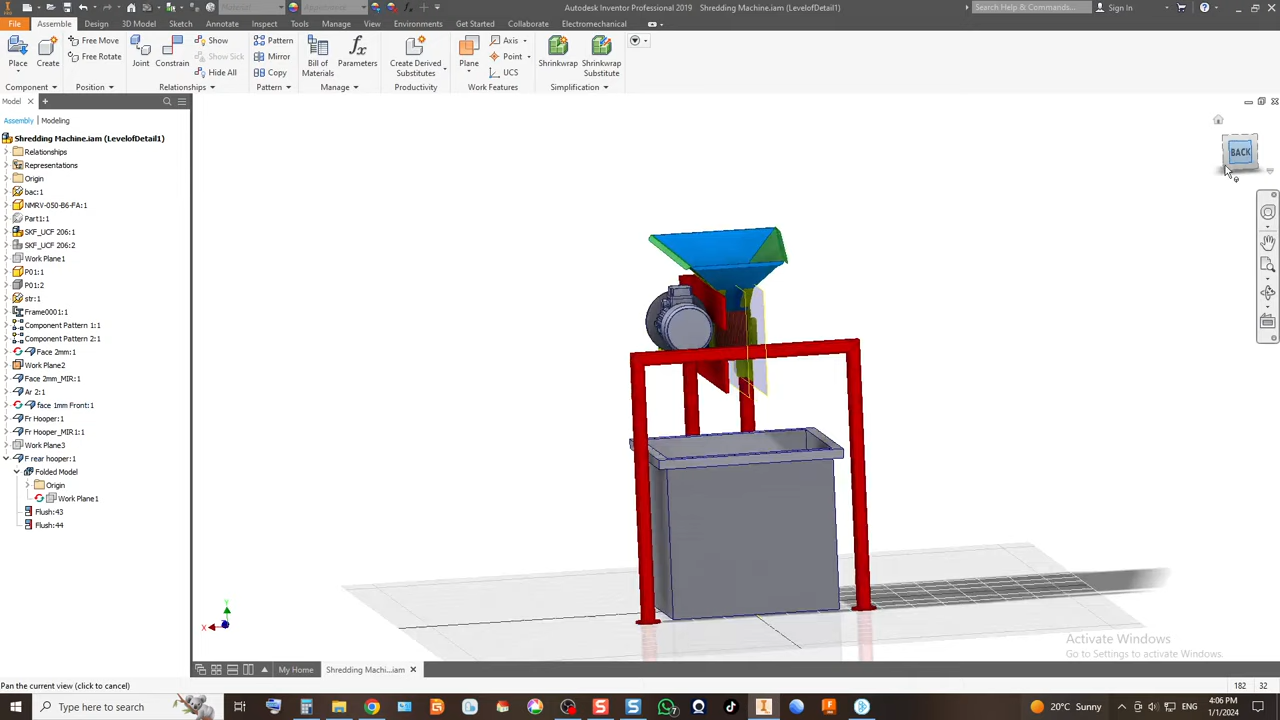 Material
Appearance
Autodesk Inventor Professional 2019   Shredding Machine.iam (LevelofDetail1)
Search Help & Commands...
Sign In
File
Assemble
Design
3D Model
Sketch
Annotate
Inspect
Tools
Manage
View
Environments
Get Started
Collaborate
Electromechanical
Place
Create
Free Move
Free Rotate
Joint
Constrain
Show
Show Sick
Hide All
Pattern
Mirror
Copy
Bill of Materials
Parameters
Create Derived Substitutes
Plane
Axis
Point
UCS
Shrinkwrap
Shrinkwrap Substitute
Component
Position
Relationships
Pattern
Manage
Productivity
Work Features
Simplification
Model
Assembly
Modeling
Shredding Machine.iam (LevelofDetail1)
Relationships
Representations
Origin
bac:1
NMRV-050-B6-FA:1
Part1:1
SKF_UCF 206:1
SKF_UCF 206:2
Work Plane1
P01:1
P01:2
str:1
Frame0001:1
Component Pattern 1:1
Component Pattern 2:1
Face 2mm:1
Work Plane2
Face 2mm_MIR:1
Ar 2:1
face 1mm Front:1
Fr Hooper:1
Fr Hooper_MIR1:1
Work Plane3
F rear hooper:1
Folded Model
Origin
Work Plane1
Flush:43
Flush:44
BACK
Y
X
Activate Windows
Go to Settings to activate Windows.
My Home
Shredding Machi...iam
Pan the current view (click to cancel)
182
32
Type here to search
20°C Sunny
ENG
4:06 PM
1/1/2024